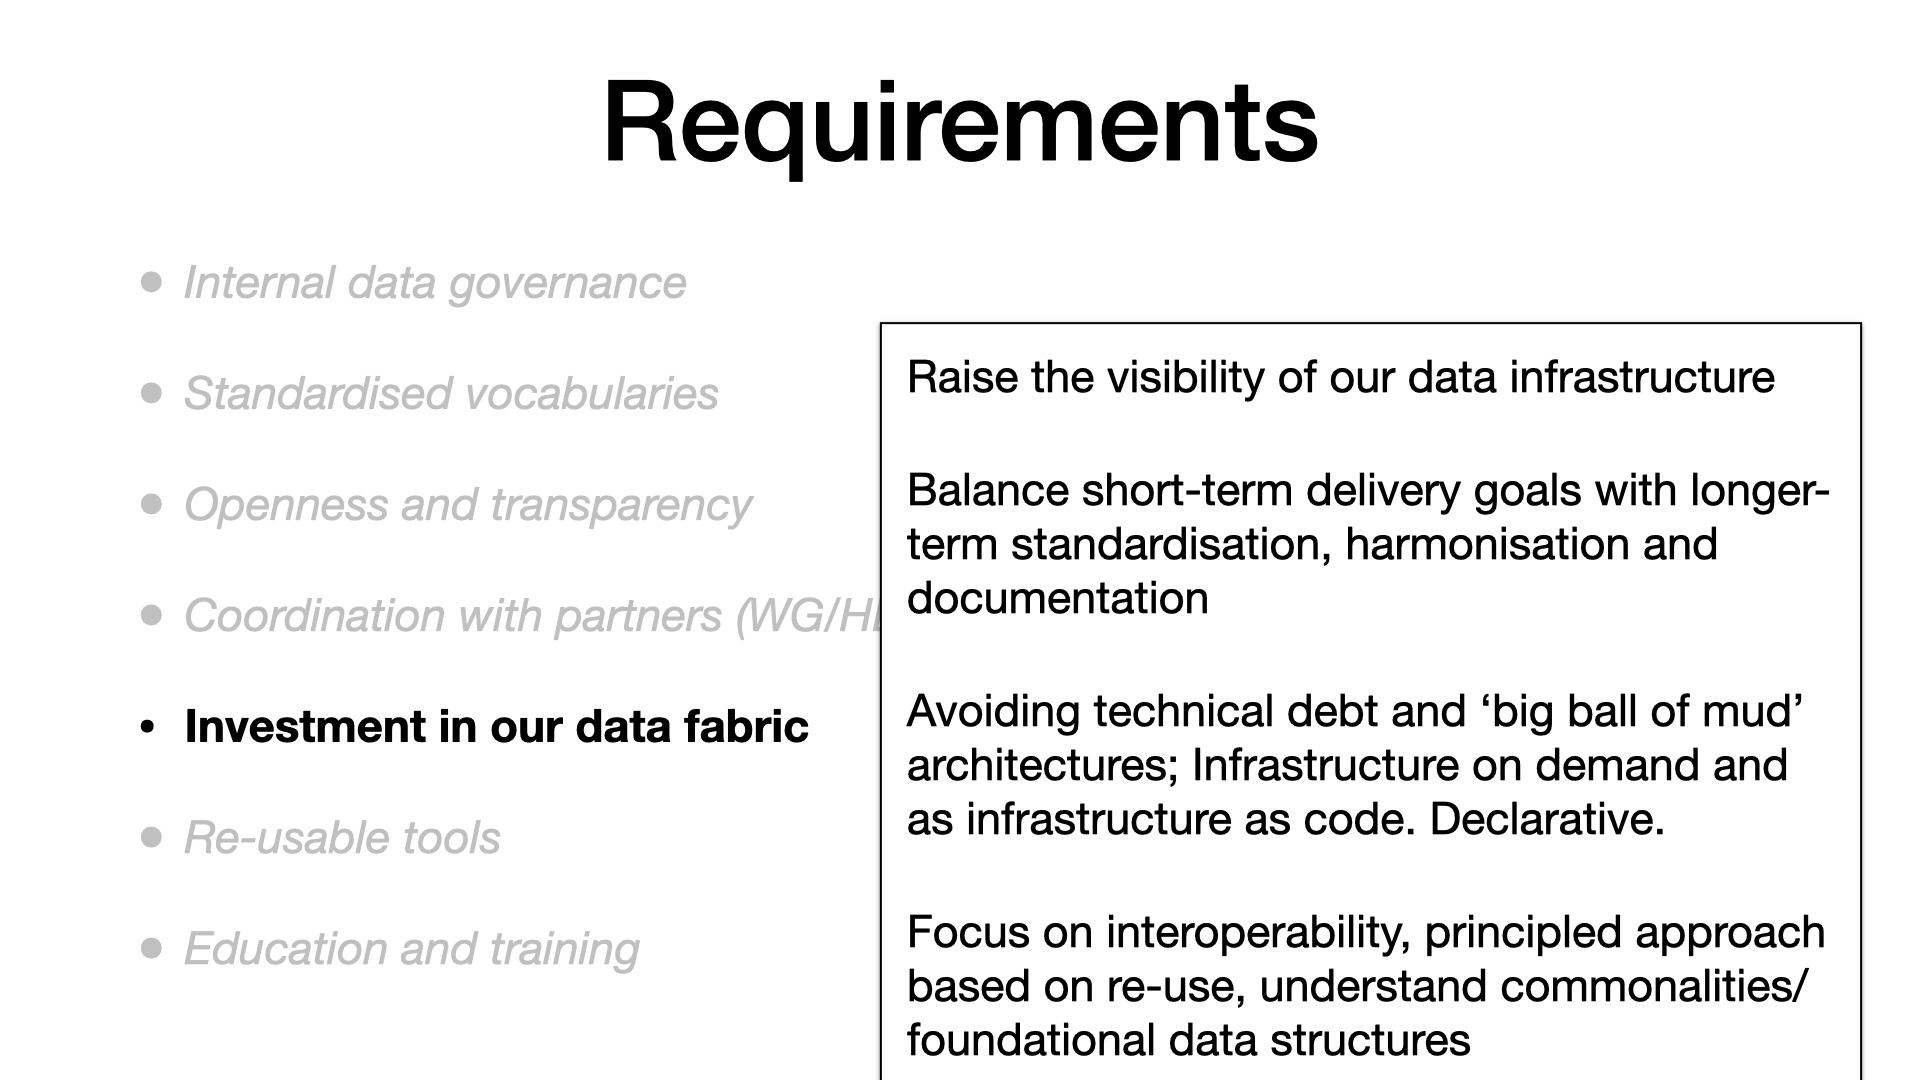 Requirements
• Internal data governance
• Standardised vocabularies
• Openness and transparency
• Coordination with partners
• Investment in our data fabric
• Re-usable tools
• Education and training
Raise the visibility of our data infrastructure
Balance short-term delivery goals with longer-
term standardisation, harmonisation and
documentation
Avoiding technical debt and ‘big ball of mud’
architectures; Infrastructure on demand and
as infrastructure as code. Declarative.
Focus on interoperability, principled approach
based on re-use, understand commonalities/
foundational data structures